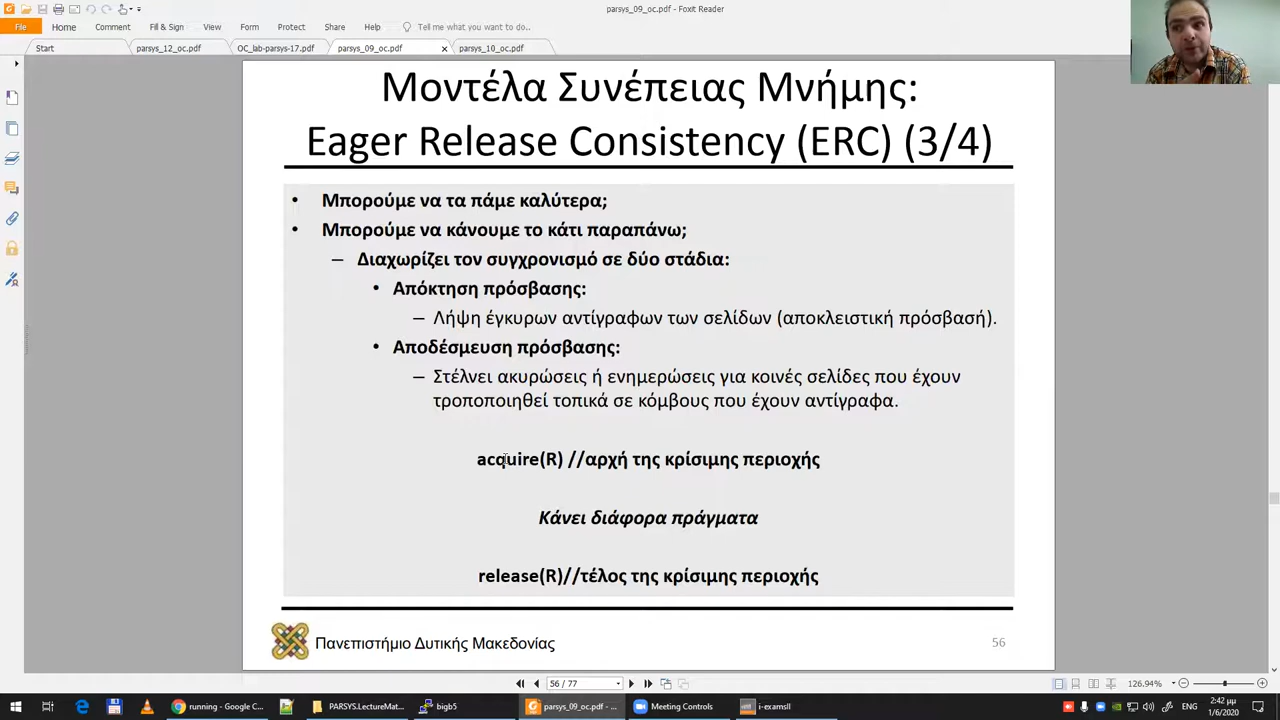 parsys_09_oc.pdf - Foxit Reader
File
Home
Comment
Fill & Sign
View
Form
Protect
Share
Help
Tell me what you want to do...
Start
parsys_12_oc.pdf
OC_lab-parsys-17.pdf
parsys_09_oc.pdf
parsys_10_oc.pdf
Μοντέλα Συνέπειας Μνήμης:
Eager Release Consistency (ERC) (3/4)
• Μπορούμε να τα πάμε καλύτερα;
• Μπορούμε να κάνουμε το κάτι παραπάνω;
– Διαχωρίζει τον συγχρονισμό σε δύο στάδια:
• Απόκτηση πρόσβασης:
– Λήψη έγκυρων αντίγραφων των σελίδων (αποκλειστική πρόσβασή).
• Αποδέσμευση πρόσβασης:
– Στέλνει ακυρώσεις ή ενημερώσεις για κοινές σελίδες που έχουν
τροποποιηθεί τοπικά σε κόμβους που έχουν αντίγραφα.
acquire(R) //αρχή της κρίσιμης περιοχής
Κάνει διάφορα πράγματα
release(R)//τέλος της κρίσιμης περιοχής
Πανεπιστήμιο Δυτικής Μακεδονίας
56
56 / 77
126.94%
running - Google C...
PARSYS.LectureMat...
bigb5
parsys_09_oc.pdf - ...
Meeting Controls
i-examsII
ENG
2:42 μμ
1/6/2020